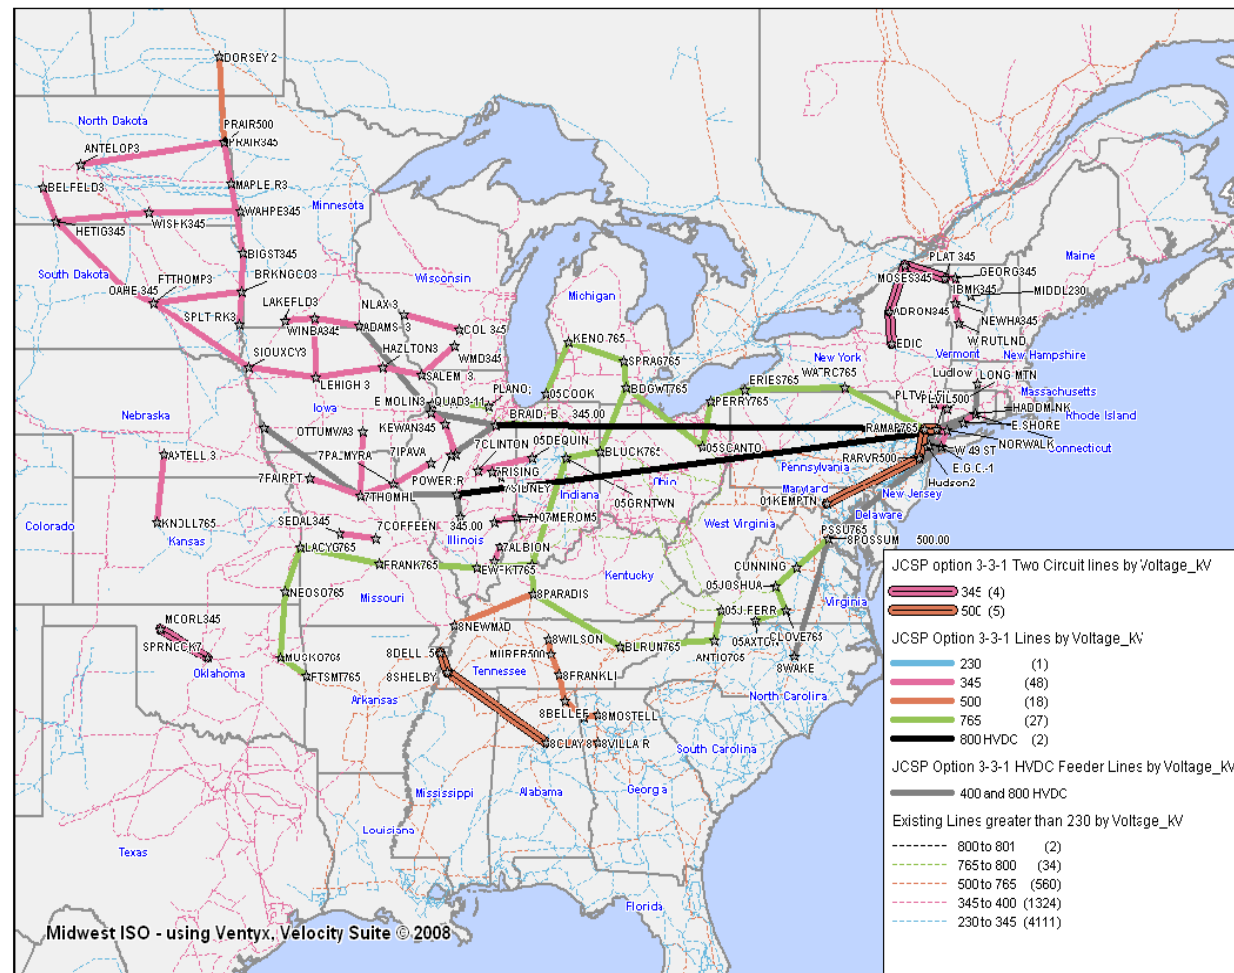 DORSEY 2
North Dakota
PRAIR500
PRAIR345
ANTELOP3
BELFELD3
MAPLE R3
Minnesota
WAHPE345
HETIG345
BIGST345
South Dakota
FTTHOMP3
BRKNGCO3
OAHE 345
LAKEFLD3
NLAX 3
Wisconsin
SPLT RK3
WINBA345
ADAMS 3
COL 345
HAZLTON3
WMD345
SIOUXCY3
LEHIGH 3
SALEM 3
Michigan
KENO 765
SPRAG765
05COOK
BDGWT765
PLAT 345
MOSES345
GEORG345
Maine
MIDDL230
ADRON345
NEWHA345
EDIC
W RUTLND
New York
Vermont
New Hampshire
WATRC765
ERIES765
Ludlow
LONG MTN
Massachusetts
PERRY765
HADDM NK
Rhode Island
E.SHORE
NORWALK
Connecticut
RAMAP765
W 49 ST
RARVR500
E.G.C.-1
Hudson2
Nebraska
Iowa
E MOLIN3
QUAD3-11
PLANO;
BRAID; B
345.00
OTTUMWA3
KEWAN345
7CLINTON
05DEQUIN
05SCANTO
AXTELL 3
7PALMYRA
7IPAVA
BLUCK765
Pennsylvania
7FAIRPT
POWER;R
7RISING
7SIDNEY
Indiana
Ohio
Maryland
New Jersey
7THOMHL
05GRNTWN
01KEMPTN
Delaware
Colorado
KNOLL765
SEDAL345
7COFFEEN
345.00
07MEROM5
West Virginia
PSSU765
8POSSUM
500.00
Kansas
Illinois
LACYG765
7ALBION
FRANK765
Kentucky
CUNNING
05JOSHUA
Virginia
NEOSO765
Missouri
8PARADIS
05J.FERR
MCORL345
8NEWMAD
CLOVE765
05AXTON
SPRNCCK7
8WILSON
BLRUN765
ANTIO765
8WAKE
MUSKO765
8DELL 5
Oklahoma
FTSMT765
8SHELBY
Tennessee
8FRANKLI
North Carolina
Arkansas
8BELLEF
8MOSTELL
South Carolina
8CLAY 8
8VILLA R
Mississippi
Alabama
Georgia
Louisiana
Texas
Florida
JCSP option 3-3-1 Two Circuit lines by Voltage_kV
345 (4)
500 (5)
JCSP Option 3-3-1 Lines by Voltage_kV
230 (1)
345 (48)
500 (18)
765 (27)
800 HVDC (2)
JCSP Option 3-3-1 HVDC Feeder Lines by Voltage_kV
400 and 800 HVDC
Existing Lines greater than 230 by Voltage_kV
800 to 801 (2)
765 to 800 (34)
500 to 765 (560)
345 to 400 (1324)
230 to 345 (4111)
Midwest ISO - using Ventyx, Velocity Suite © 2008